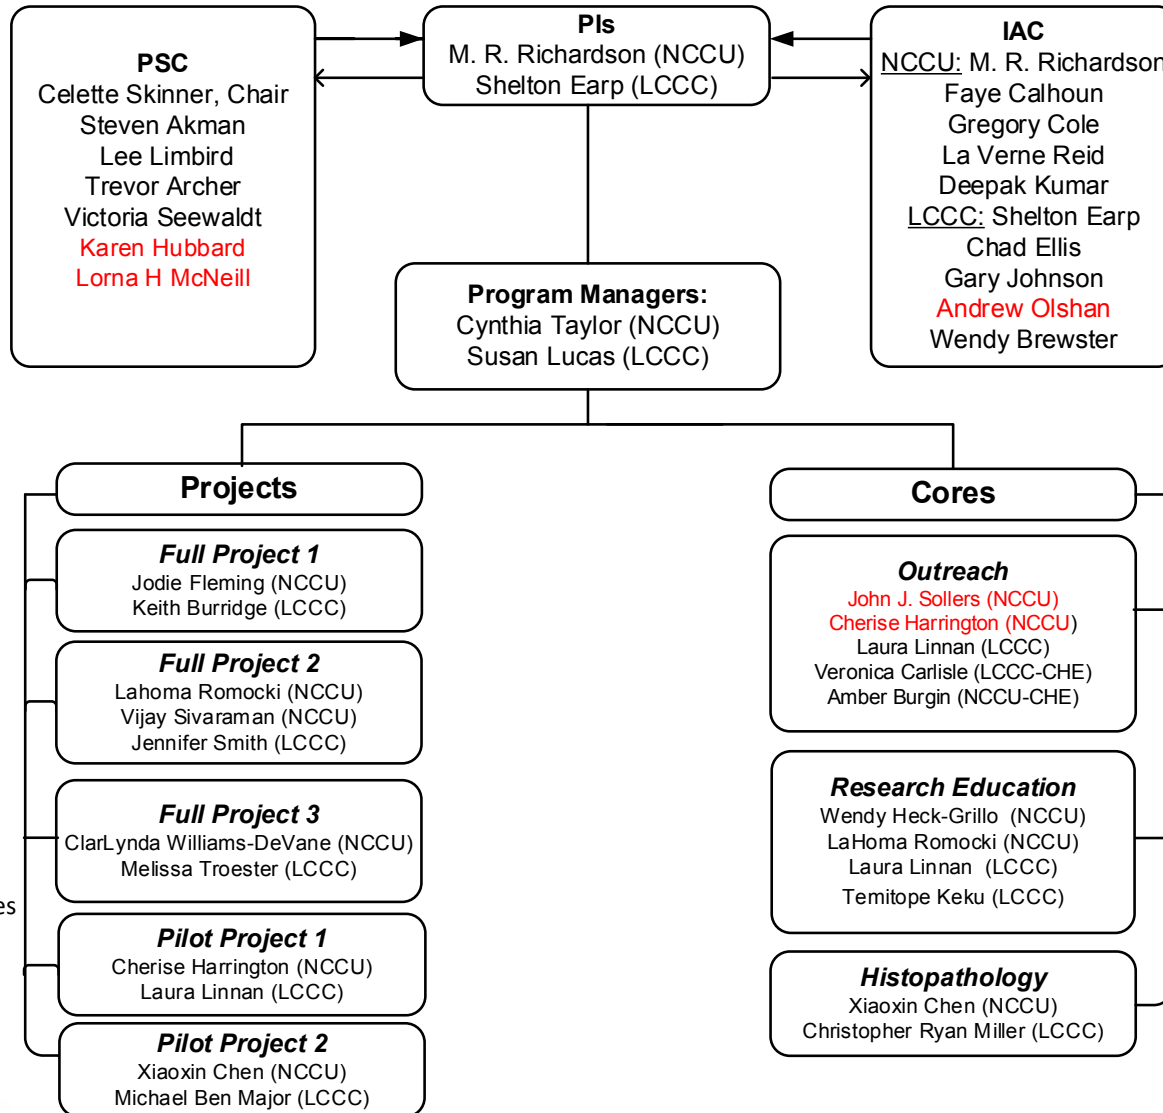 PSC
Celette Skinner, Chair
Steven Akman
Lee Limbird
Trevor Archer
Victoria Seewaldt
Karen Hubbard
Lorna H McNeill
PIs
M. R. Richardson (NCCU)
Shelton Earp (LCCC)
IAC
NCCU: M. R. Richardson
Faye Calhoun
Gregory Cole
La Verne Reid
Deepak Kumar
LCCC: Shelton Earp
Chad Ellis
Gary Johnson
Andrew Olshan
Wendy Brewster
Program Managers:
Cynthia Taylor (NCCU)
Susan Lucas (LCCC)
Projects
Full Project 1
Jodie Fleming (NCCU)
Keith Burridge (LCCC)
Full Project 2
Lahoma Romocki (NCCU)
Vijay Sivaraman (NCCU)
Jennifer Smith (LCCC)
Full Project 3
ClarLynda Williams-DeVane (NCCU)
Melissa Troester (LCCC)
es
Pilot Project 1
Cherise Harrington (NCCU)
Laura Linnan (LCCC)
Pilot Project 2
Xiaoxin Chen (NCCU)
Michael Ben Major (LCCC)
Cores
Outreach
John J. Sollers (NCCU)
Cherise Harrington (NCCU)
Laura Linnan (LCCC)
Veronica Carlisle (LCCC-CHE)
Amber Burgin (NCCU-CHE)
Research Education
Wendy Heck-Grillo (NCCU)
LaHoma Romocki (NCCU)
Laura Linnan (LCCC)
Temitope Keku (LCCC)
Histopathology
Xiaoxin Chen (NCCU)
Christopher Ryan Miller (LCCC)